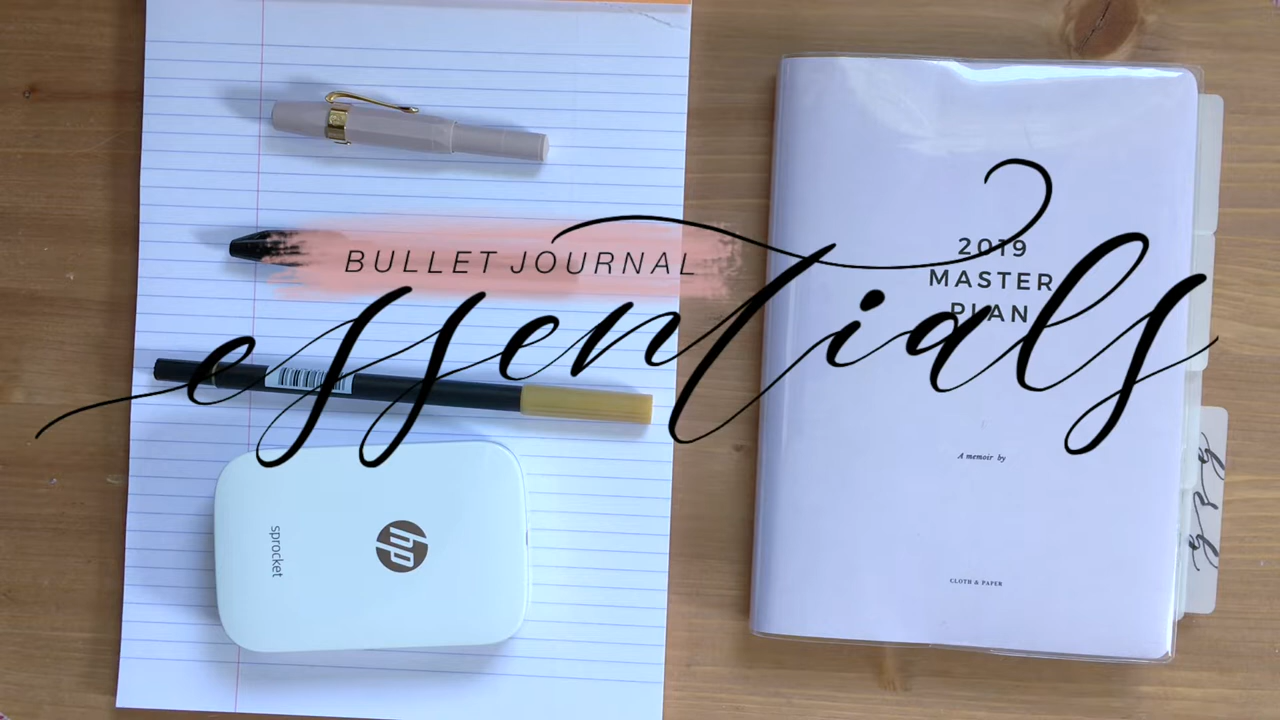 BULLET JOURNAL
essentials
2019
MASTER
PLAN
A memoir by
CLOTH & PAPER
sprocket
hp